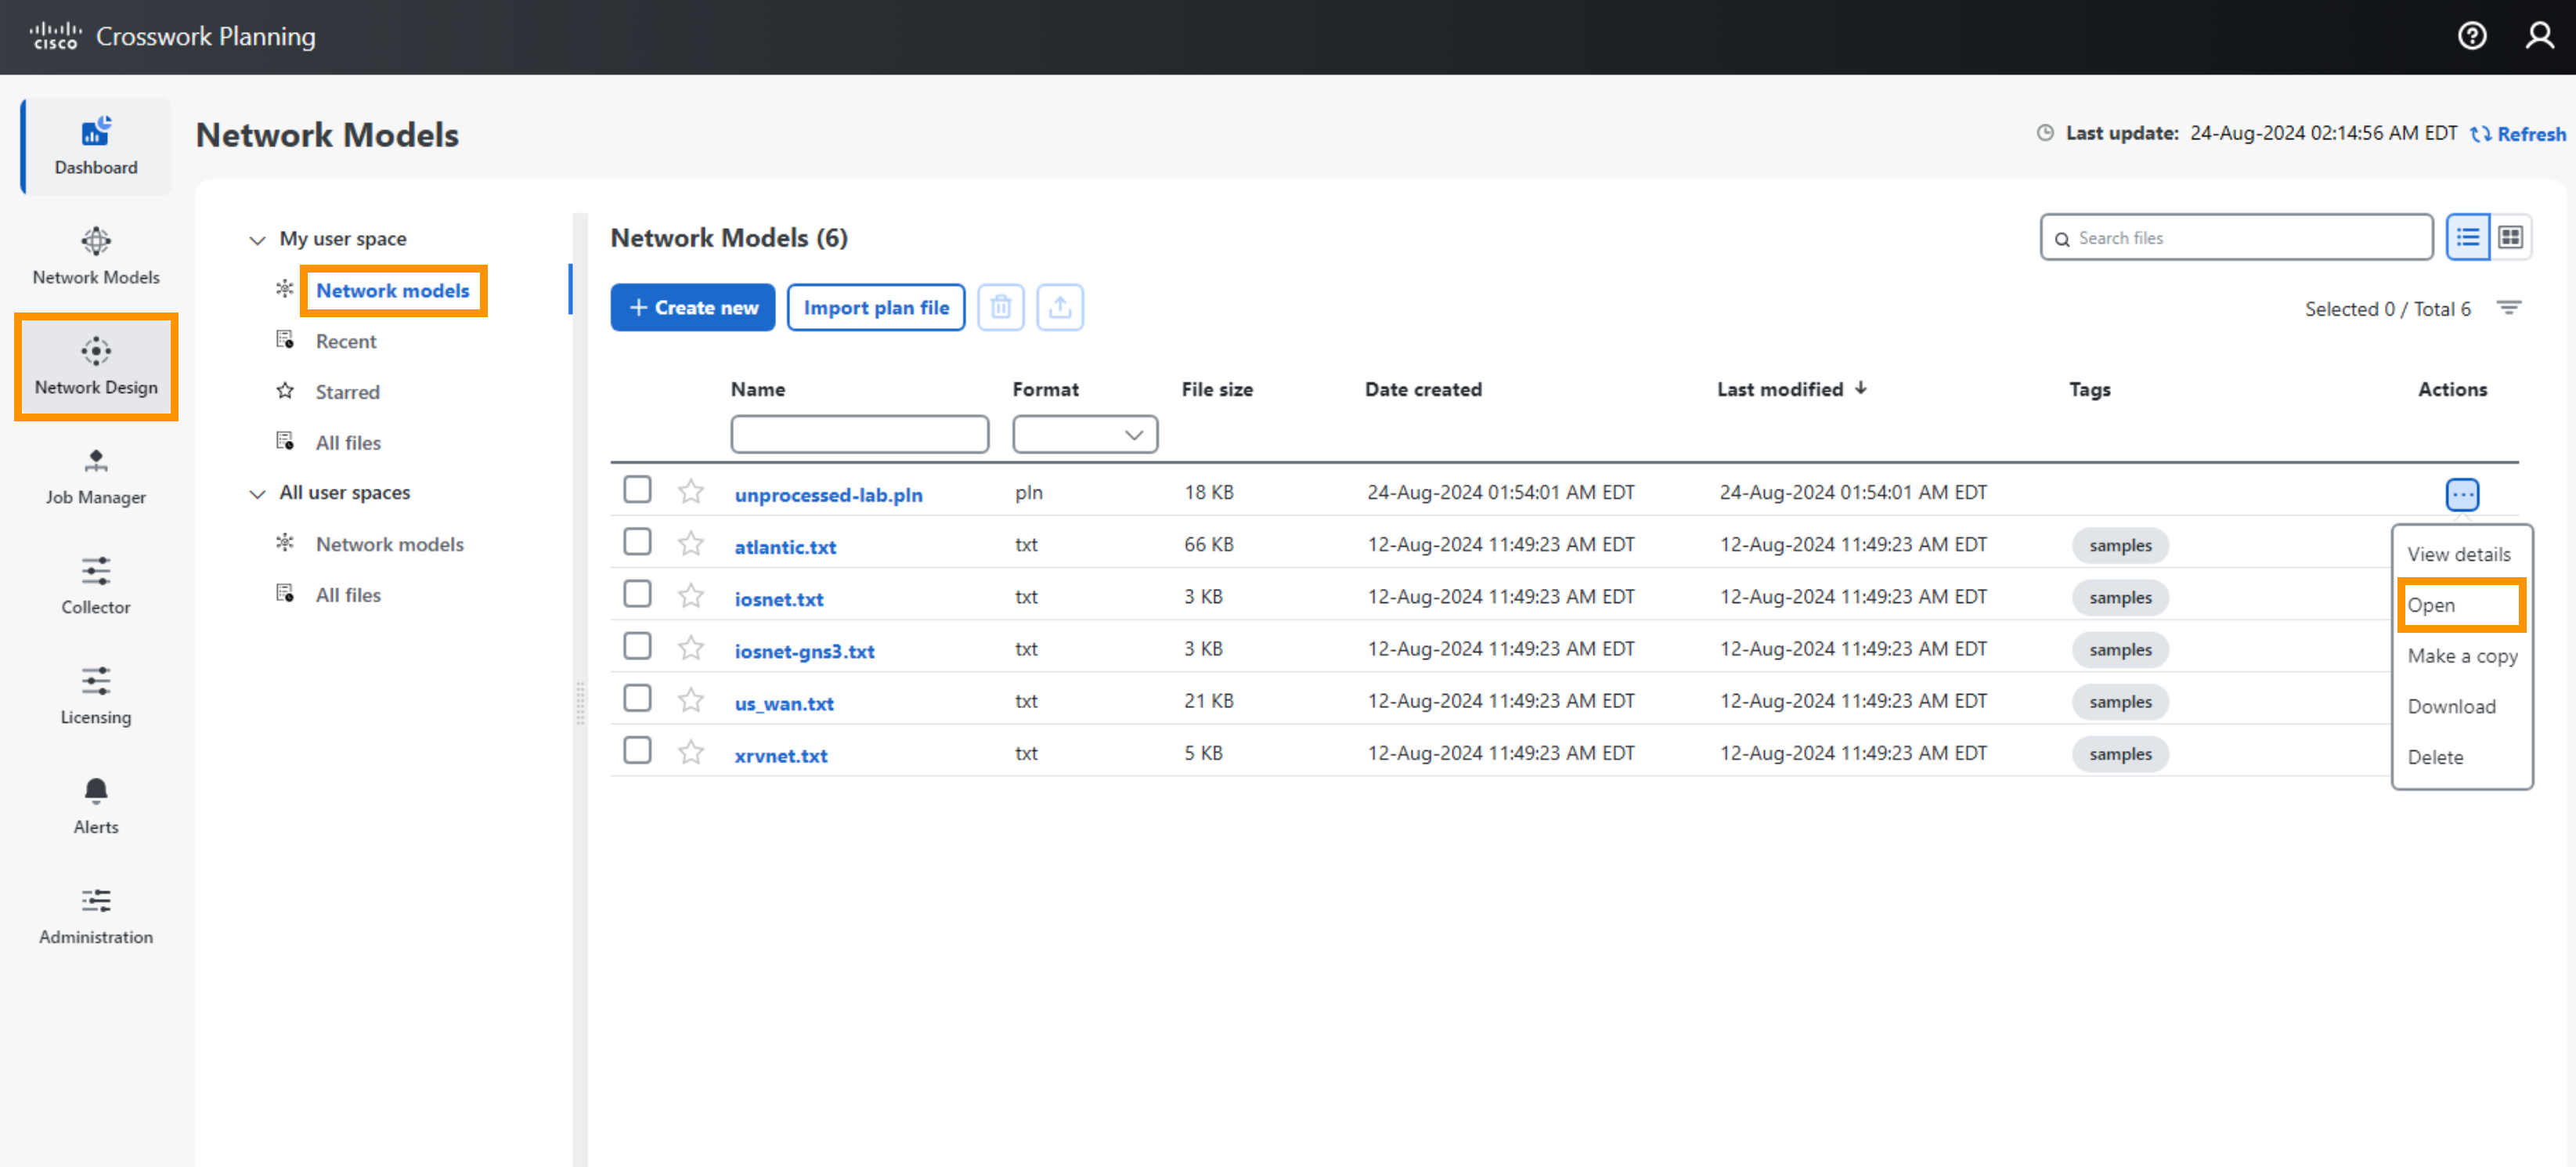 cisco Crosswork Planning
Dashboard
Network Models
Network Design
Job Manager
Collector
Licensing
Alerts
Administration
Network Models
Last update: 24-Aug-2024 02:14:56 AM EDT Refresh
My user space
Network models
Recent
Starred
All files
All user spaces
Network models
All files
Network Models (6)
Search files
+ Create new Import plan file
Selected 0 / Total 6
Name Format File size Date created Last modified Tags Actions
unprocessed-lab.pln pln 18 KB 24-Aug-2024 01:54:01 AM EDT 24-Aug-2024 01:54:01 AM EDT
atlantic.txt txt 66 KB 12-Aug-2024 11:49:23 AM EDT 12-Aug-2024 11:49:23 AM EDT samples
iosnet.txt txt 3 KB 12-Aug-2024 11:49:23 AM EDT 12-Aug-2024 11:49:23 AM EDT samples
iosnet-gns3.txt txt 3 KB 12-Aug-2024 11:49:23 AM EDT 12-Aug-2024 11:49:23 AM EDT samples
us_wan.txt txt 21 KB 12-Aug-2024 11:49:23 AM EDT 12-Aug-2024 11:49:23 AM EDT samples
xrvnet.txt txt 5 KB 12-Aug-2024 11:49:23 AM EDT 12-Aug-2024 11:49:23 AM EDT samples
View details
Open
Make a copy
Download
Delete